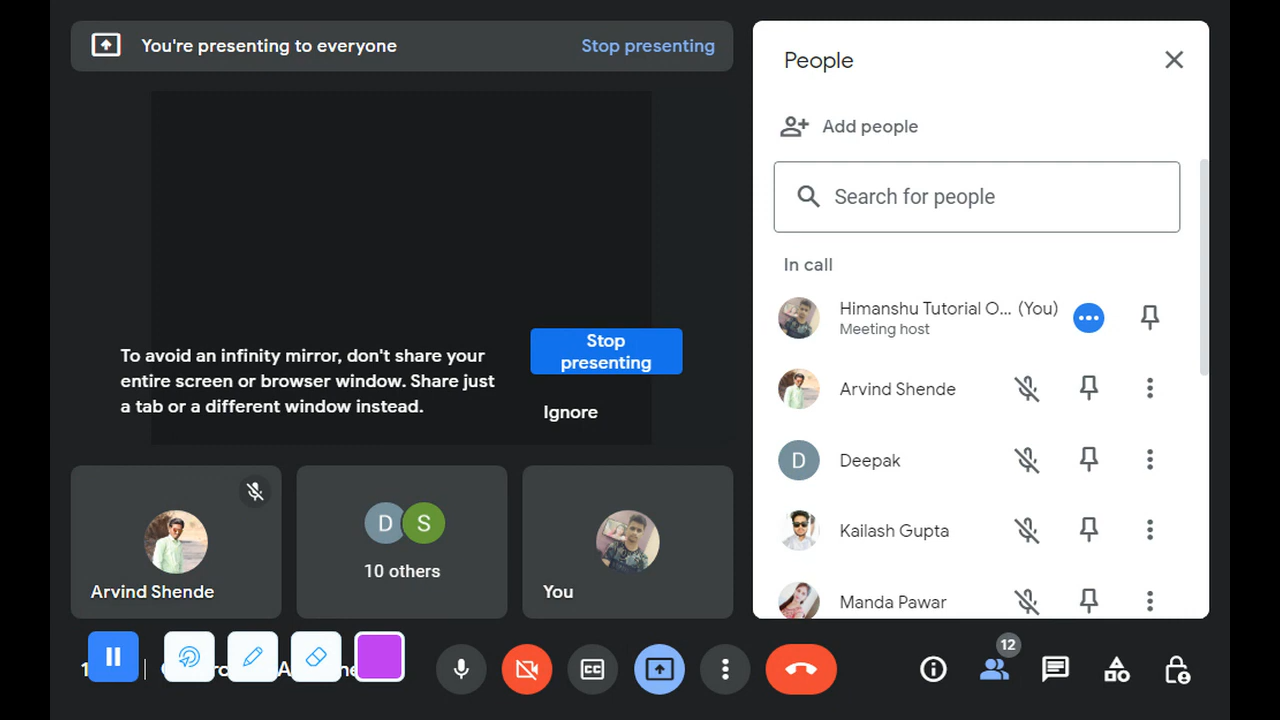 You're presenting to everyone
Stop presenting
To avoid an infinity mirror, don't share your
entire screen or browser window. Share just
a tab or a different window instead.
Stop
presenting
Ignore
Arvind Shende
D S
10 others
You
People
Add people
Search for people
In call
Himanshu Tutorial O... (You)
Meeting host
Arvind Shende
D
Deepak
Kailash Gupta
Manda Pawar
CC
12